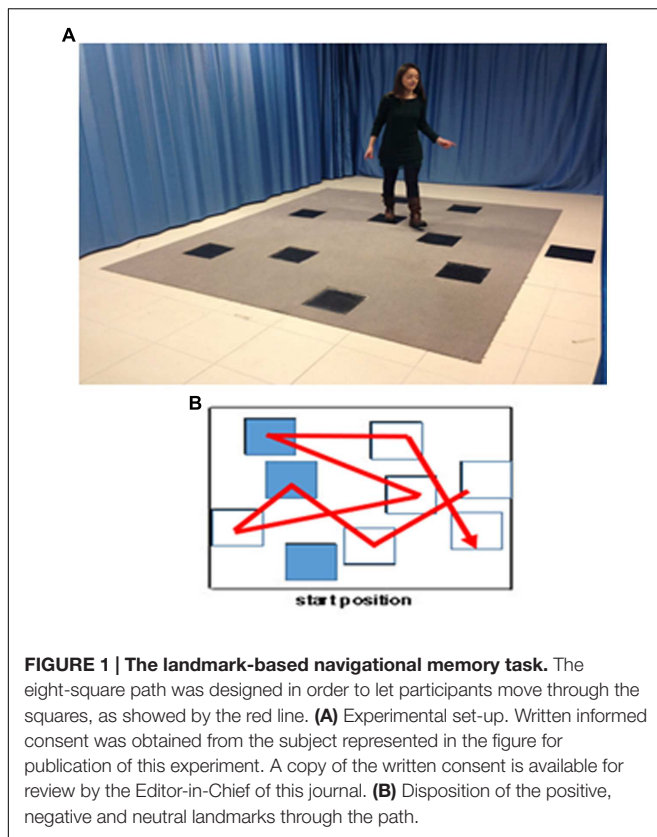 A
B
start position
FIGURE 1 | The landmark-based navigational memory task. The
eight-square path was designed in order to let participants move through the
squares, as showed by the red line. (A) Experimental set-up. Written informed
consent was obtained from the subject represented in the figure for
publication of this experiment. A copy of the written consent is available for
review by the Editor-in-Chief of this journal. (B) Disposition of the positive,
negative and neutral landmarks through the path.